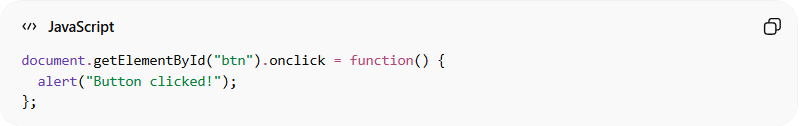 JavaScript
document.getElementById("btn").onclick = function() {
  alert("Button clicked!");
};